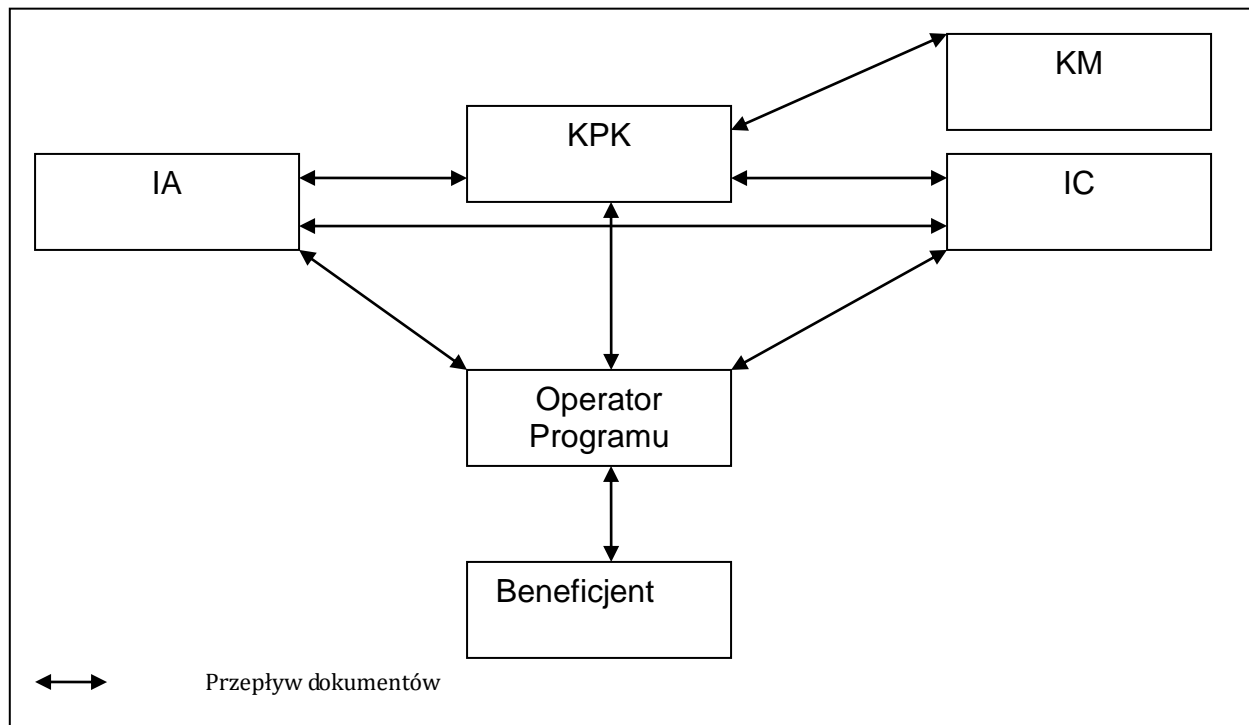 KM
KPK
IA
IC
Operator
Programu
Beneficjent
Przepływ dokumentów